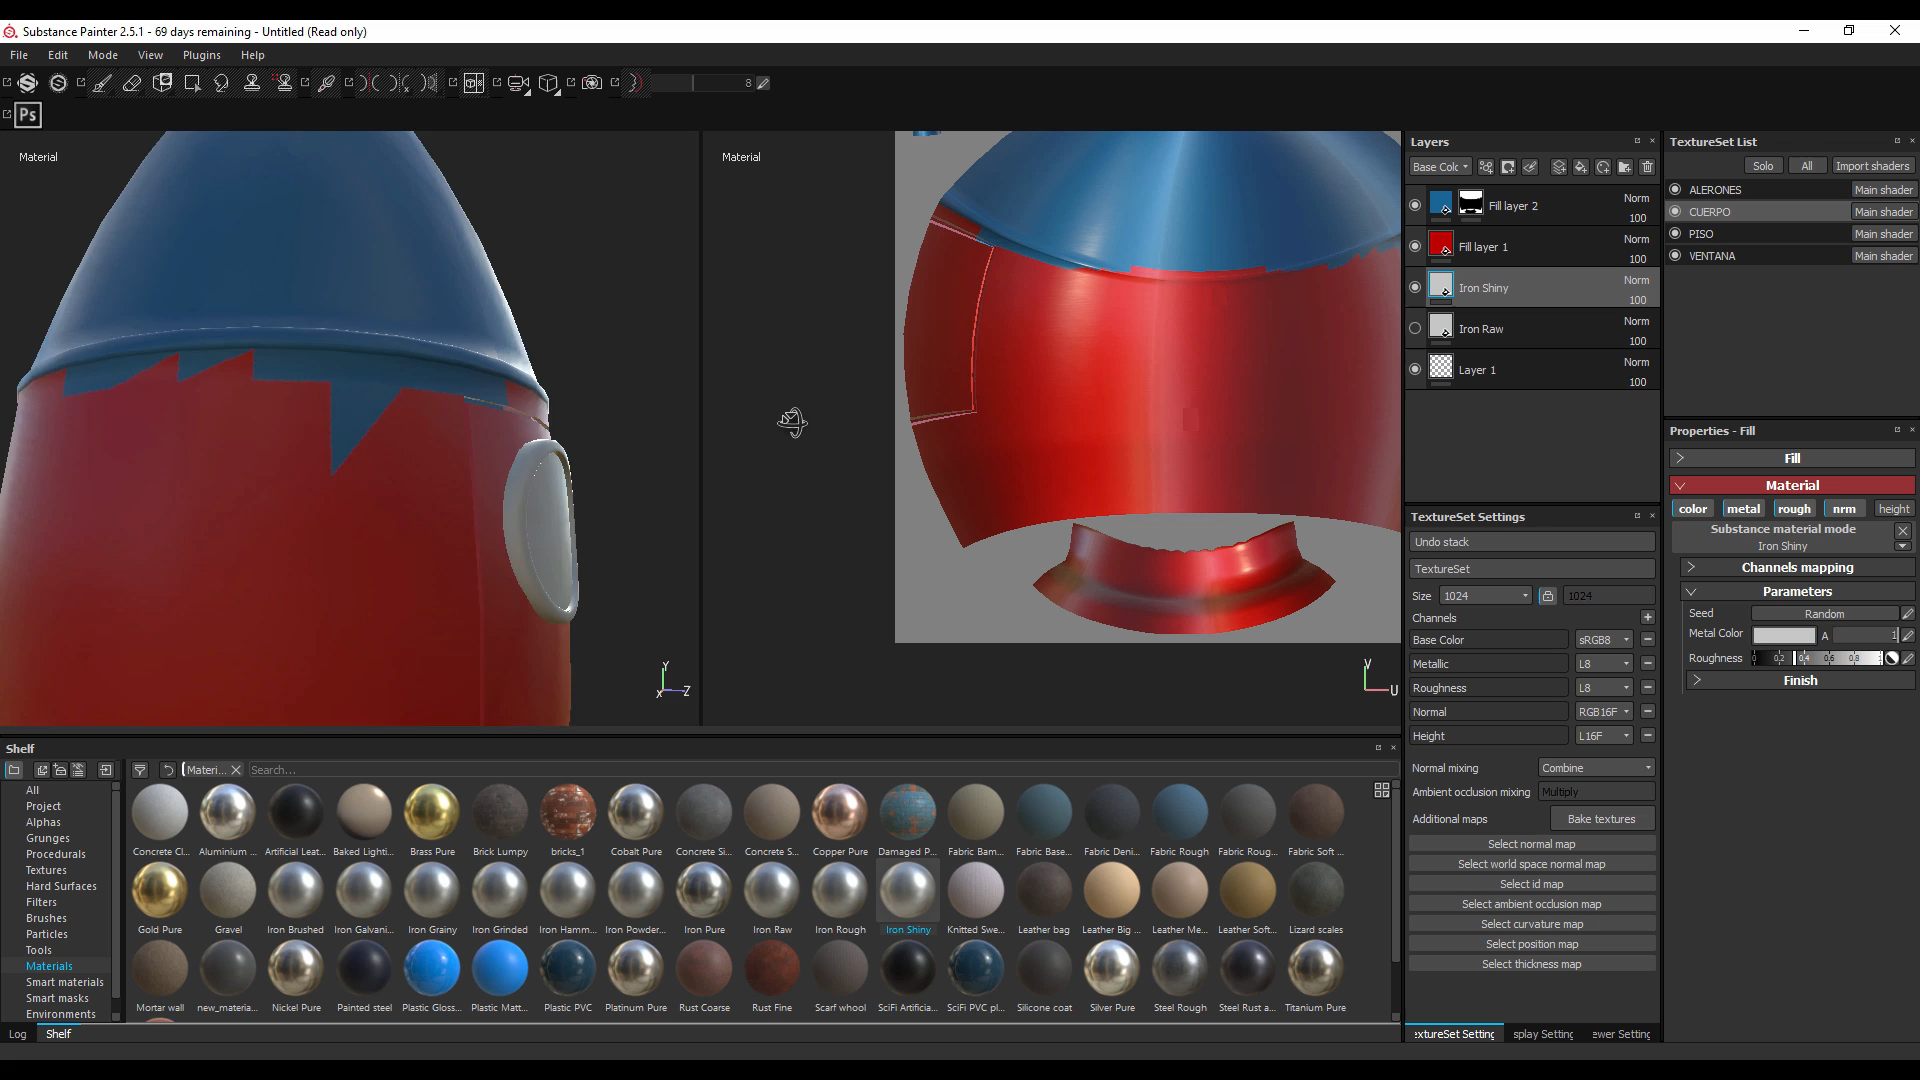 Substance Painter 2.5.1 - 69 days remaining - Untitled (Read only)
File Edit Mode View Plugins Help
8
Ps
Material
Material
Y
X
Z
V
U
Layers
Base Colc
Fill layer 2 Norm 100
Fill layer 1 Norm 100
Iron Shiny Norm 100
Iron Raw Norm 100
Layer 1 Norm 100
TextureSet List
Solo All Import shaders
ALERONES Main shader
CUERPO Main shader
PISO Main shader
VENTANA Main shader
TextureSet Settings
Undo stack
TextureSet
Size 1024 1024
Channels
Base Color sRGB8
Metallic L8
Roughness L8
Normal RGB16F
Height L16F
Normal mixing Combine
Ambient occlusion mixing Multiply
Additional maps Bake textures
Select normal map
Select world space normal map
Select id map
Select ambient occlusion map
Select curvature map
Select position map
Select thickness map
extureSet Setting splay Setting ewer Setting
Properties - Fill
Fill
Material
color metal rough nrm height
Substance material mode
Iron Shiny
Channels mapping
Parameters
Seed Random
Metal Color A 1
Roughness 0 0.2 0.4 0.6 0.8 1
Finish
Shelf
Materi... Search...
All
Project
Alphas
Grunges
Procedurals
Textures
Hard Surfaces
Filters
Brushes
Particles
Tools
Materials
Smart materials
Smart masks
Environments
Concrete Cl... Aluminium ... Artificial Leat... Baked Lighti... Brass Pure Brick Lumpy bricks_1 Cobalt Pure Concrete Si... Concrete S... Copper Pure Damaged P... Fabric Bam... Fabric Base... Fabric Deni... Fabric Rough Fabric Roug... Fabric Soft ...
Gold Pure Gravel Iron Brushed Iron Galvani... Iron Grainy Iron Grinded Iron Hamm... Iron Powder... Iron Pure Iron Raw Iron Rough Iron Shiny Knitted Swe... Leather bag Leather Big ... Leather Me... Leather Soft... Lizard scales
Mortar wall new_materia... Nickel Pure Painted steel Plastic Gloss... Plastic Matt... Plastic PVC Platinum Pure Rust Coarse Rust Fine Scarf whool SciFi Artificia... SciFi PVC pl... Silicone coat Silver Pure Steel Rough Steel Rust a... Titanium Pure
Log Shelf